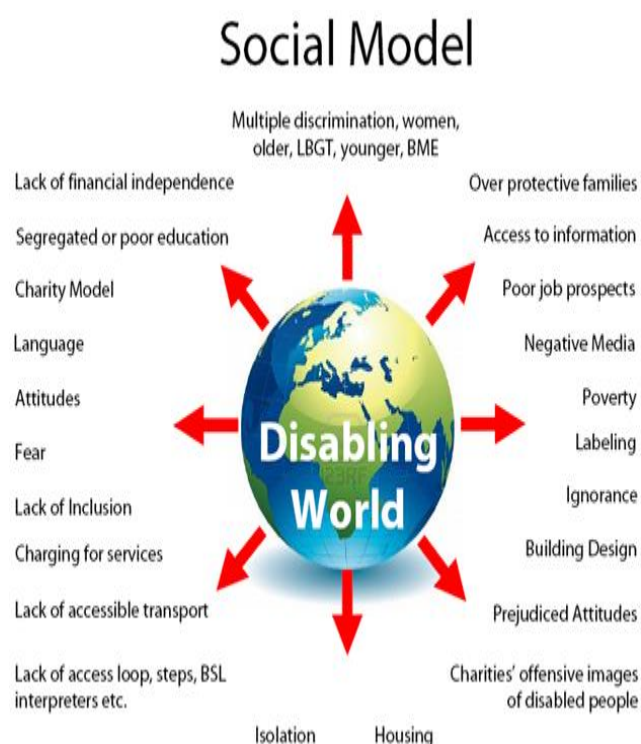 Social Model
Multiple discrimination, women,
older, LBGT, younger, BME
Lack of financial independence
Segregated or poor education
Charity Model
Language
Attitudes
Fear
Lack of Inclusion
Charging for services
Lack of accessible transport
Lack of access loop, steps, BSL
interpreters etc.
Over protective families
Access to information
Poor job prospects
Negative Media
Poverty
Labeling
Ignorance
Building Design
Prejudiced Attitudes
Charities' offensive images
of disabled people
Disabling
World
Isolation
Housing